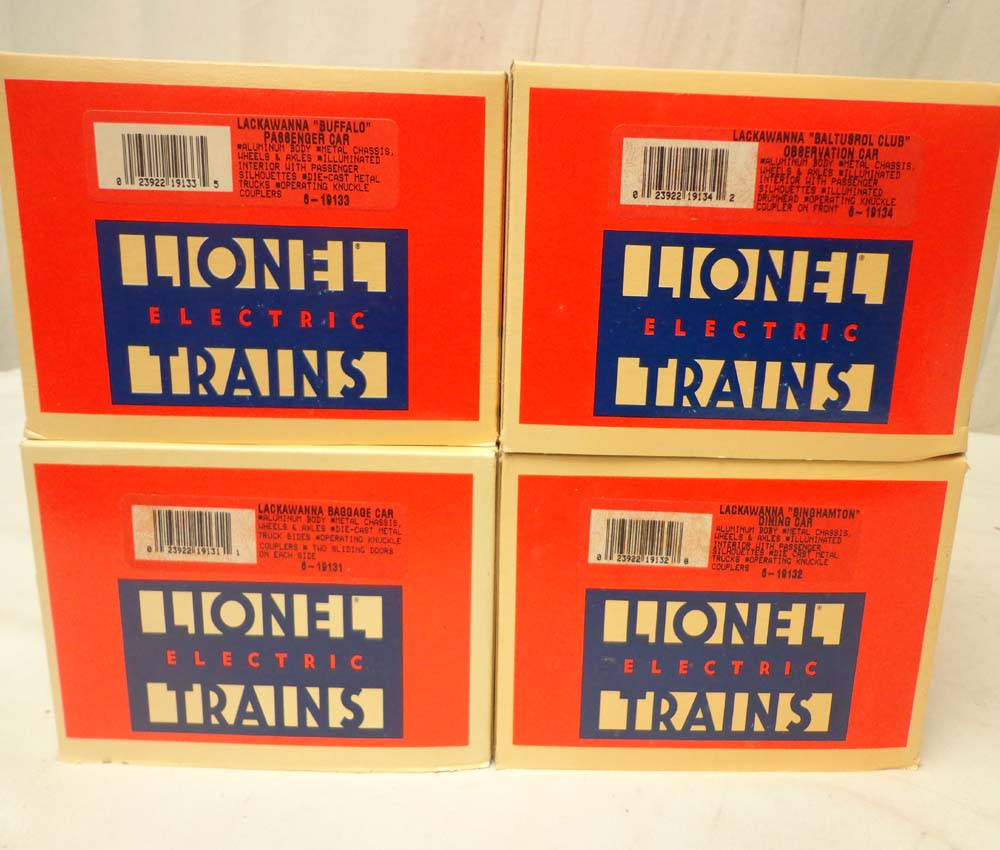 LACKAWANNA "BUFFALO"
PASSENGER CAR
*ALUMINUM BODY *METAL CHASSIS,
WHEELS & AXLES *ILLUMINATED
INTERIOR WITH PASSENGER
SILHOUETTES *DIE-CAST METAL
TRUCKS *OPERATING KNUCKLE
COUPLERS 6-19133
0 23922 19133 5
LIONEL®
ELECTRIC
TRAINS
LACKAWANNA "BALTUSROL CLUB"
OBSERVATION CAR
*ALUMINUM BODY *METAL CHASSIS,
WHEELS & AXLES *ILLUMINATED
INTERIOR WITH PASSENGER
SILHOUETTES *ILLUMINATED
DRUMHEAD *OPERATING KNUCKLE
COUPLER ON FRONT 6-19134
0 23922 19134 2
LIONEL®
ELECTRIC
TRAINS
LACKAWANNA BAGGAGE CAR
*ALUMINUM BODY *METAL CHASSIS,
WHEELS & AXLES *DIE-CAST METAL
TRUCK SIDES *OPERATING KNUCKLE
COUPLERS * TWO SLIDING DOORS
ON EACH SIDE
6-19131
0 23922 19131 1
LIONEL®
ELECTRIC
TRAINS
LACKAWANNA "BINGHAMTON"
DINING CAR
ALUMINUM BODY *METAL CHASSIS,
WHEELS & AXLES *ILLUMINATED
INTERIOR WITH PASSENGER
SILHOUETTES *DIE CAST METAL
TRUCKS *OPERATING KNUCKLE
COUPLERS 6-19132
0 23922 19132 8
LIONEL®
ELECTRIC
TRAINS